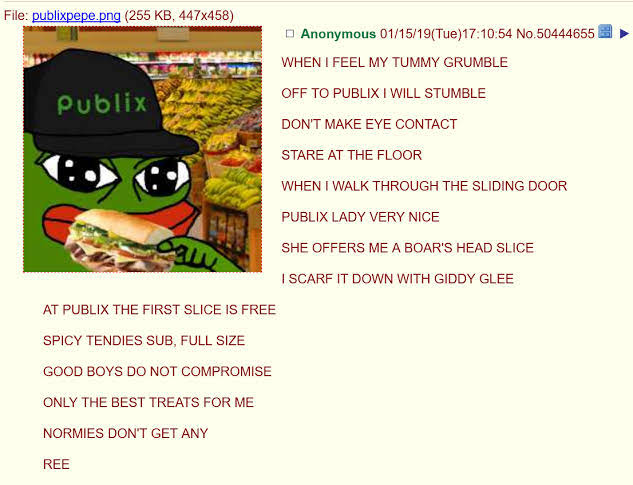 File: publixpepe.png (255 KB, 447x458)
Anonymous 01/15/19(Tue)17:10:54 No.50444655
Publix
WHEN I FEEL MY TUMMY GRUMBLE
OFF TO PUBLIX I WILL STUMBLE
DON'T MAKE EYE CONTACT
STARE AT THE FLOOR
WHEN I WALK THROUGH THE SLIDING DOOR
PUBLIX LADY VERY NICE
SHE OFFERS ME A BOAR'S HEAD SLICE
I SCARF IT DOWN WITH GIDDY GLEE
AT PUBLIX THE FIRST SLICE IS FREE
SPICY TENDIES SUB, FULL SIZE
GOOD BOYS DO NOT COMPROMISE
ONLY THE BEST TREATS FOR ME
NORMIES DON'T GET ANY
REE